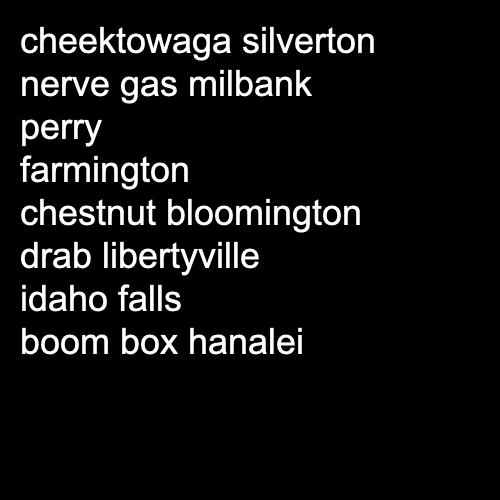 cheektowaga silverton
nerve gas milbank
perry
farmington
chestnut bloomington
drab libertyville
idaho falls
boom box hanalei